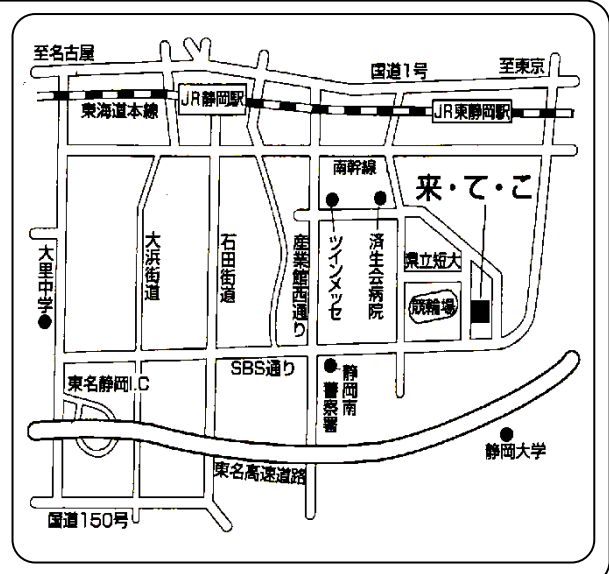 至名古屋
国道1号
至東京
東海道本線
JR静岡駅
JR東静岡駅
南幹線
来・て・こ
大里中学
大浜街道
石田街道
産業館西通り
ツインメッセ
済生会病院
県立短大
競輪場
SBS通り
東名静岡I.C
静岡南
警察署
静岡大学
東名高速道路
国道150号